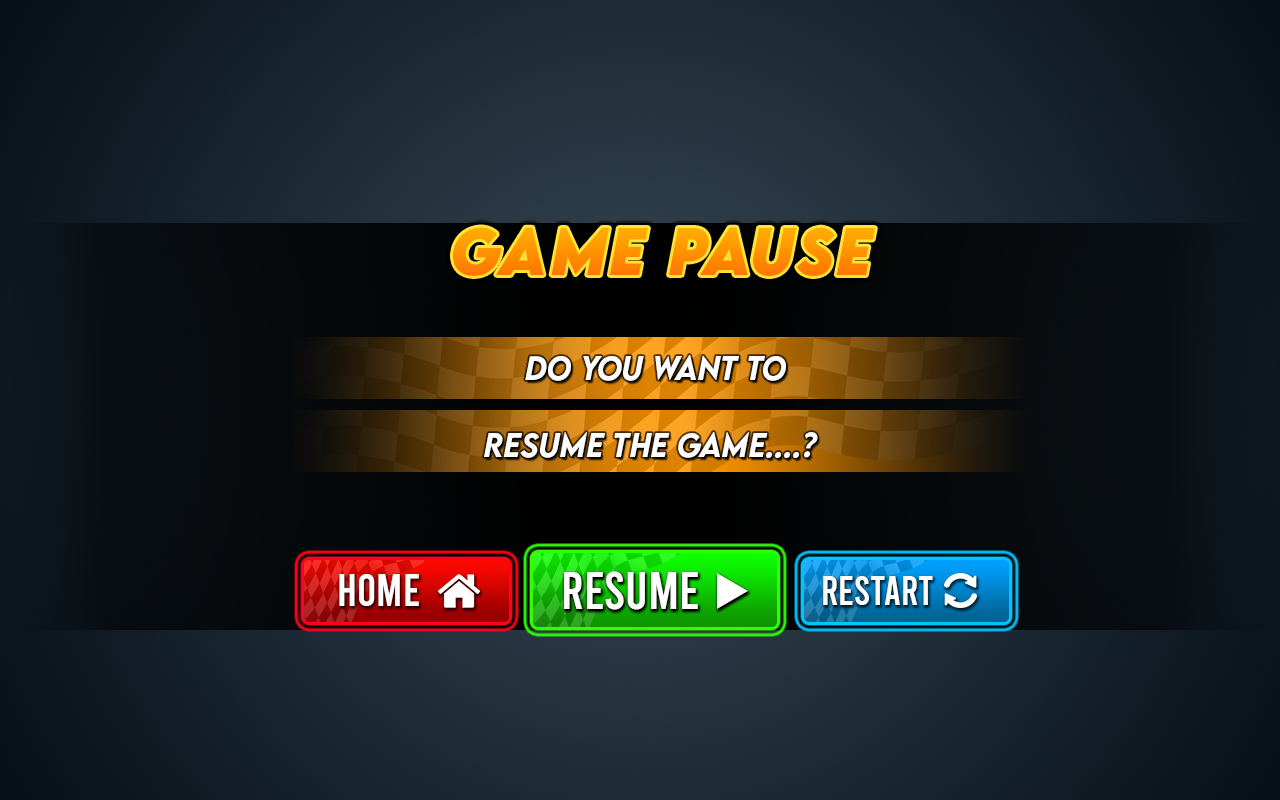 GAME PAUSE
DO YOU WANT TO
RESUME THE GAME....?
HOME
RESUME
RESTART